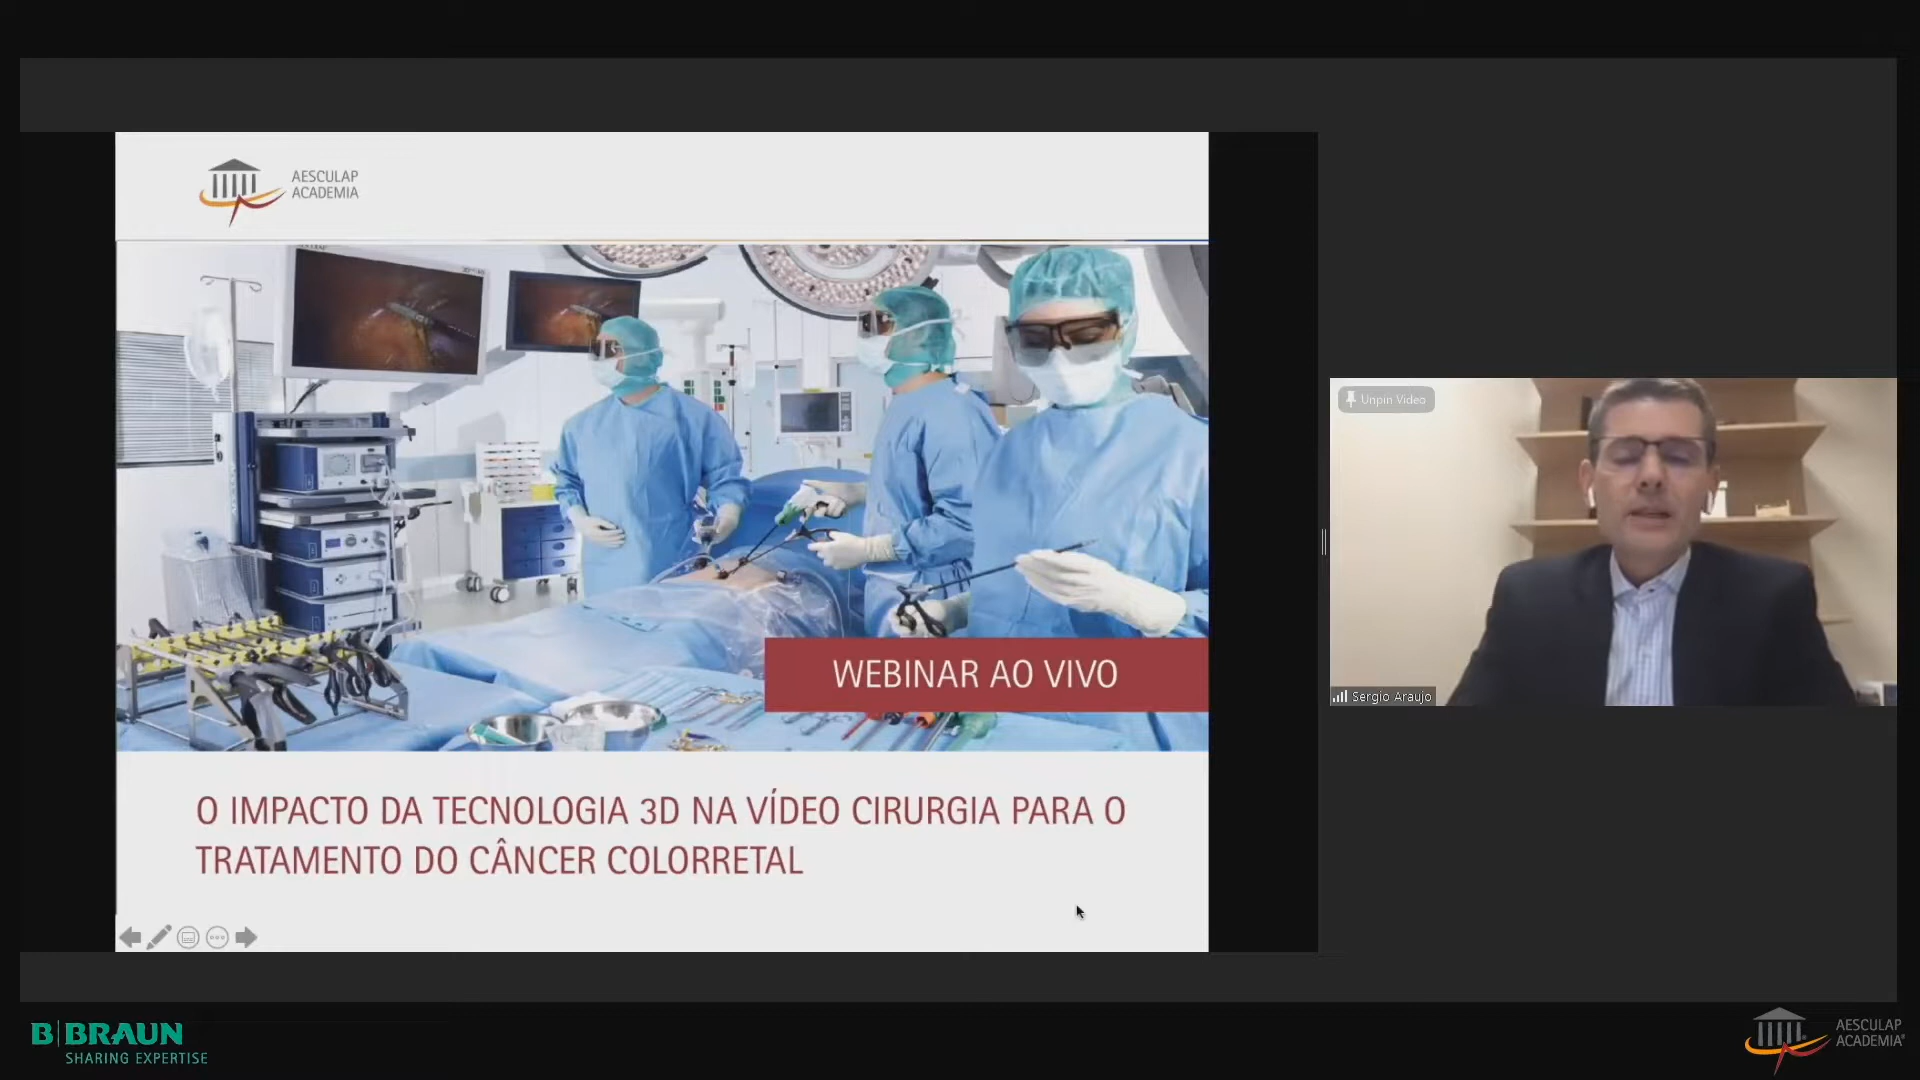 AESCULAP
ACADEMIA
WEBINAR AO VIVO
O IMPACTO DA TECNOLOGIA 3D NA VÍDEO CIRURGIA PARA O
TRATAMENTO DO CÂNCER COLORRETAL
Unpin Video
Sergio Araujo
B|BRAUN
SHARING EXPERTISE
AESCULAP
ACADEMIA®